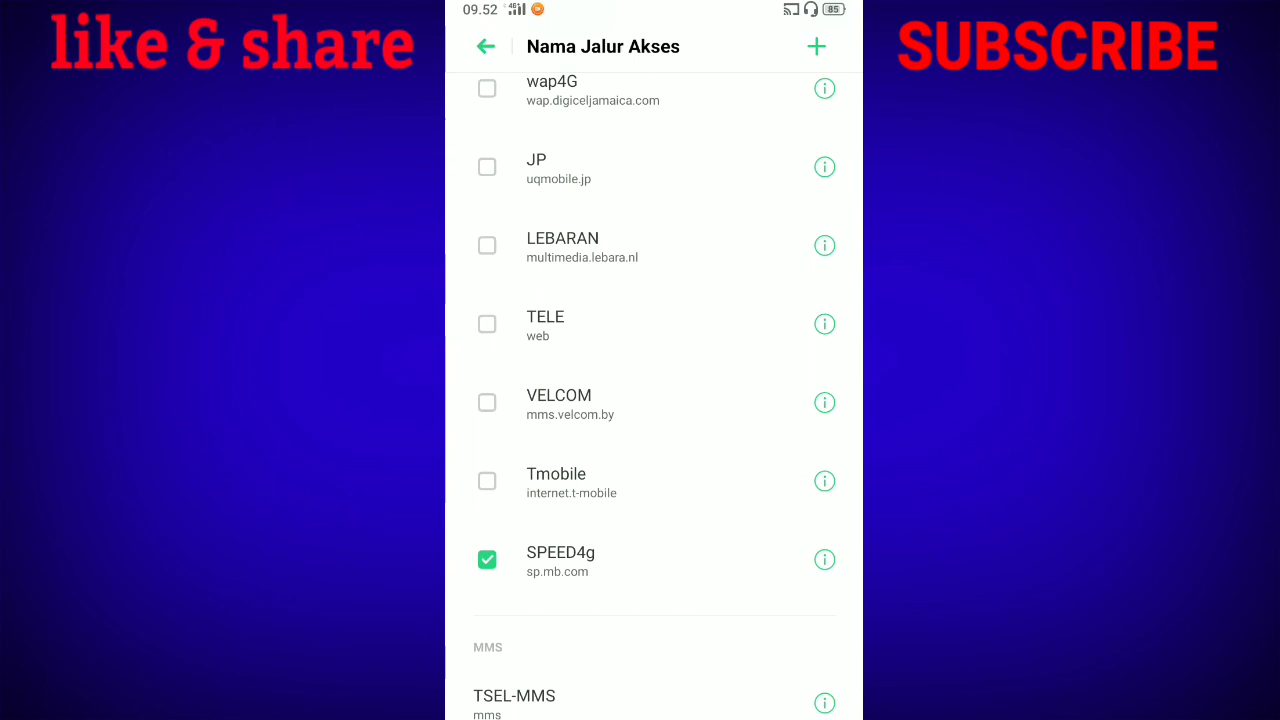 like & share
SUBSCRIBE
09.52 4G 85
Nama Jalur Akses
wap4G
wap.digiceljamaica.com
JP
uqmobile.jp
LEBARAN
multimedia.lebara.nl
TELE
web
VELCOM
mms.velcom.by
Tmobile
internet.t-mobile
SPEED4g
sp.mb.com
MMS
TSEL-MMS
mms